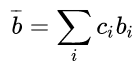 b̅ = ∑ᵢ cᵢbᵢ